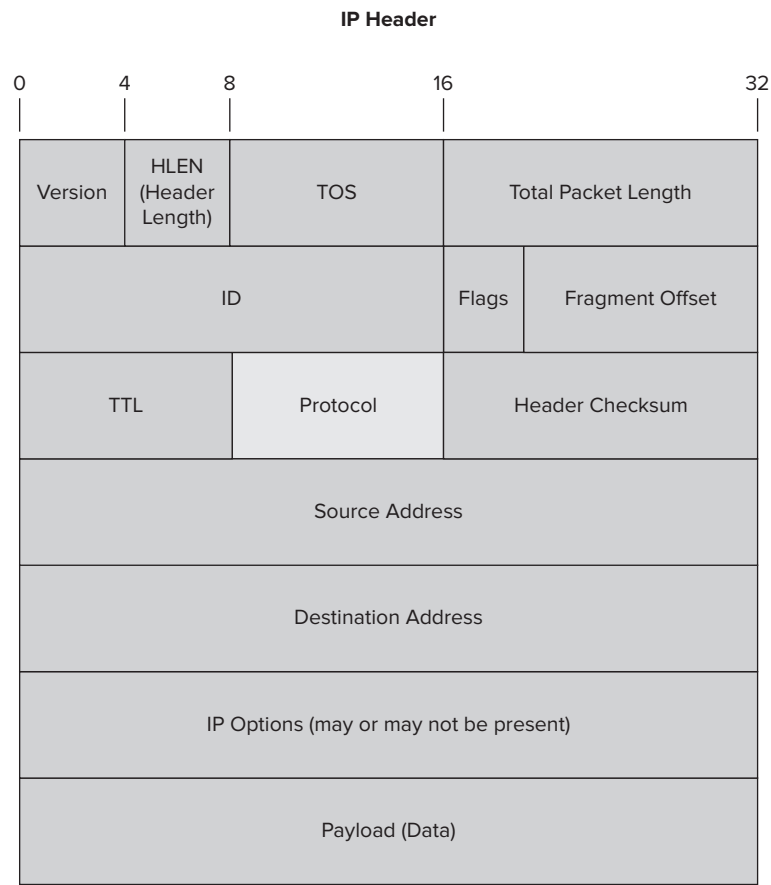 IP Header
0 4 8 16 32
Version
HLEN
(Header
Length)
TOS
Total Packet Length
ID
Flags
Fragment Offset
TTL
Protocol
Header Checksum
Source Address
Destination Address
IP Options (may or may not be present)
Payload (Data)